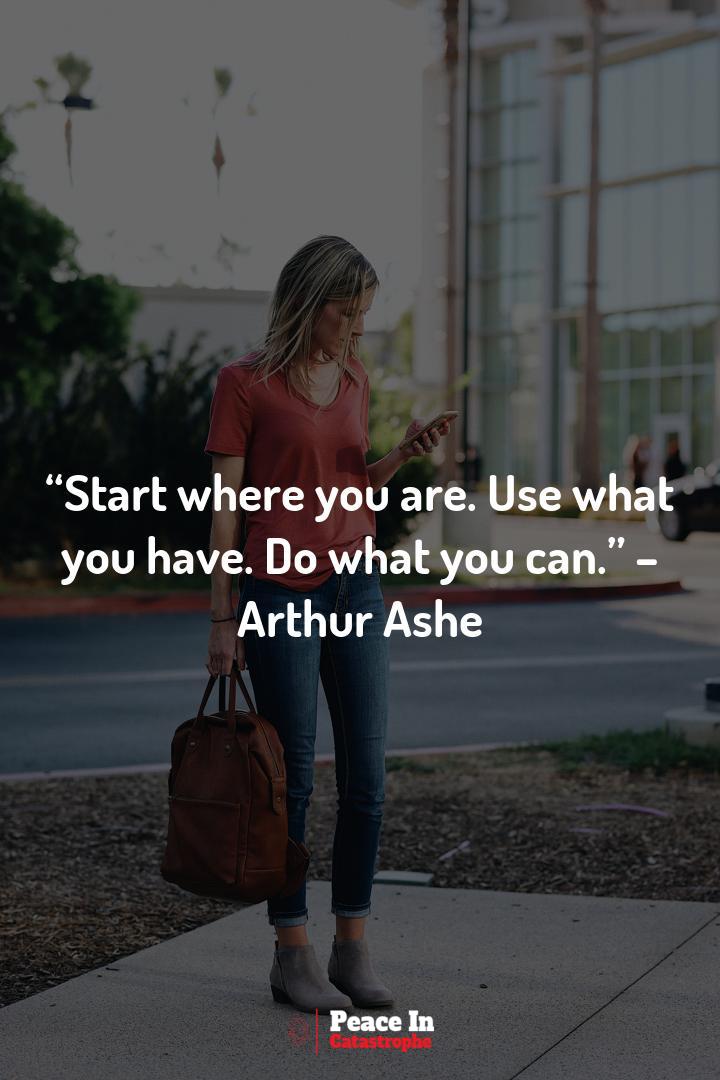 “Start where you are. Use what
you have. Do what you can.” –
Arthur Ashe
Peace In
Catastrophe